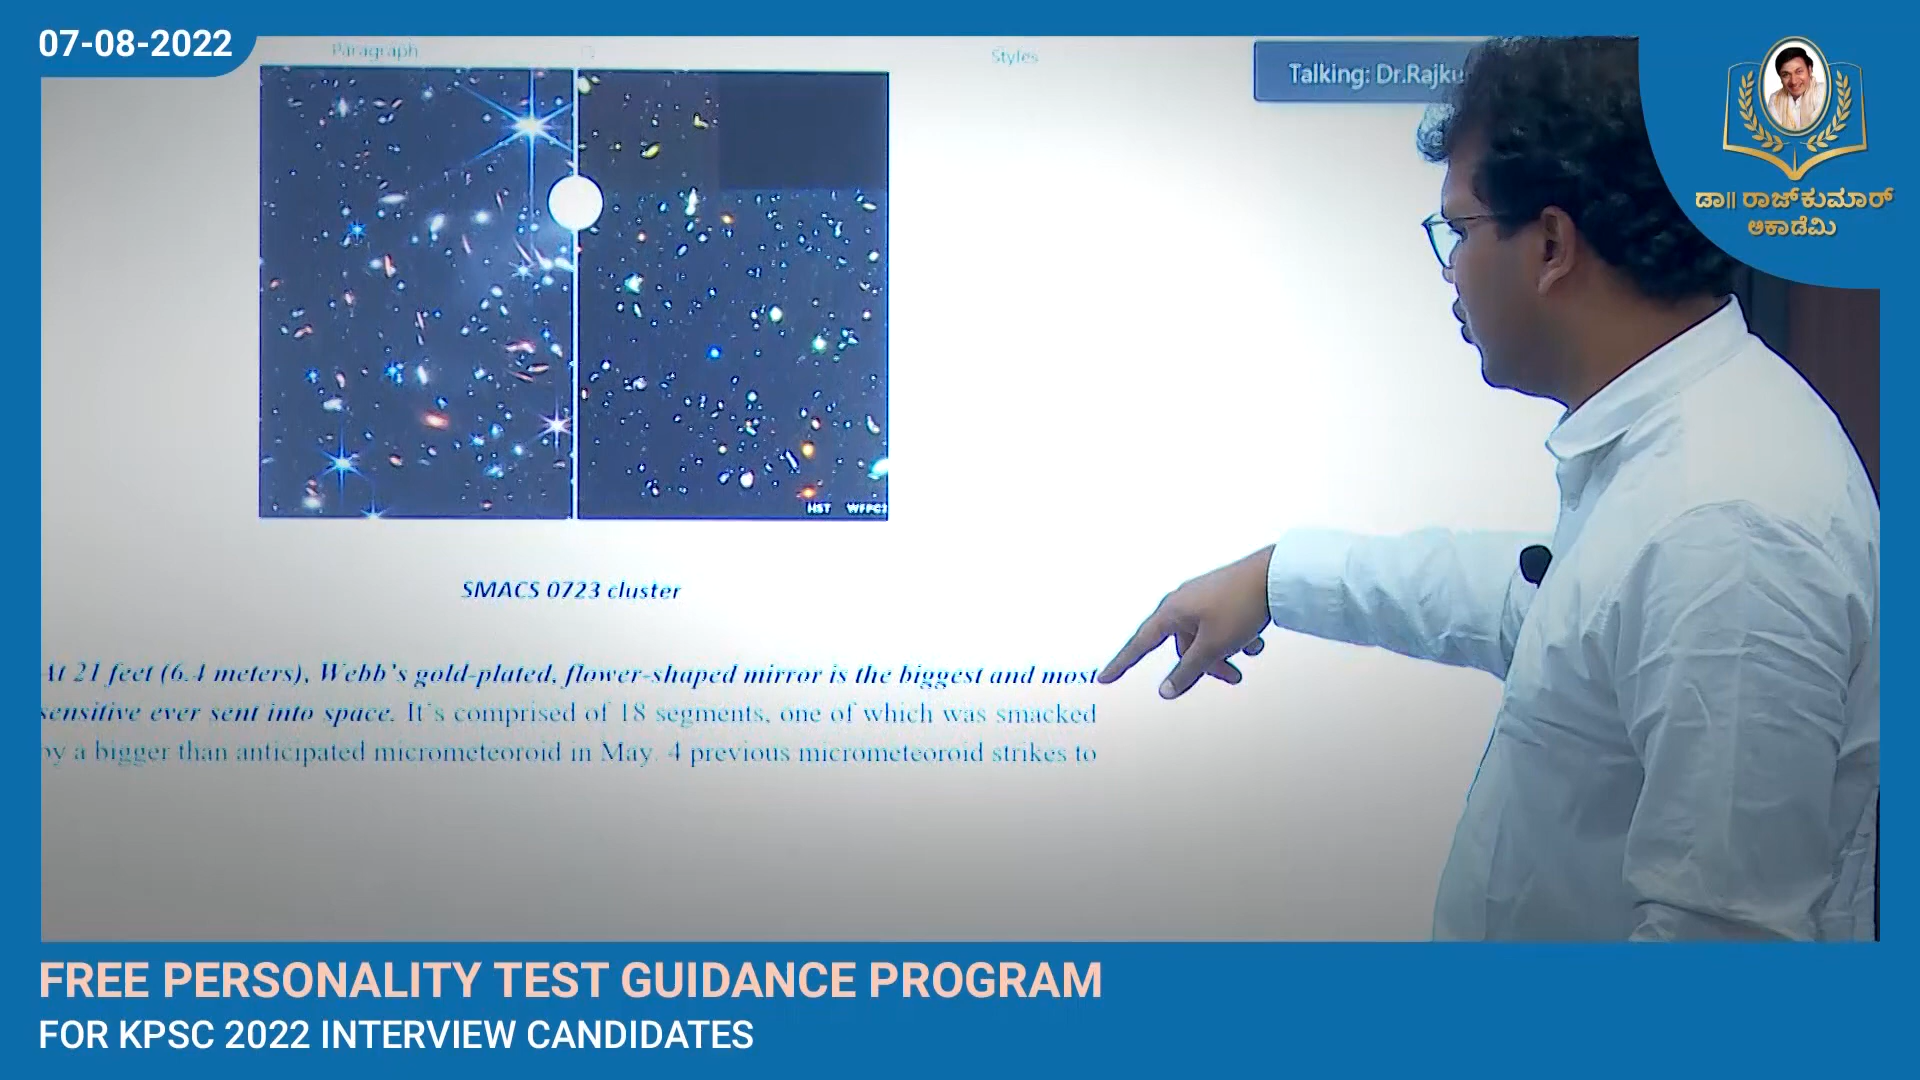 07-08-2022
Paragraph
Styles
Talking: Dr.Rajku
ಡಾ|| ರಾಜ್‌ಕುಮಾರ್
ಅಕಾಡೆಮಿ
HST WFPC2
SMACS 0723 cluster
At 21 feet (6.4 meters), Webb's gold-plated, flower-shaped mirror is the biggest and most
sensitive ever sent into space. It's comprised of 18 segments, one of which was smacked
by a bigger than anticipated micrometeoroid in May. 4 previous micrometeoroid strikes to
FREE PERSONALITY TEST GUIDANCE PROGRAM
FOR KPSC 2022 INTERVIEW CANDIDATES